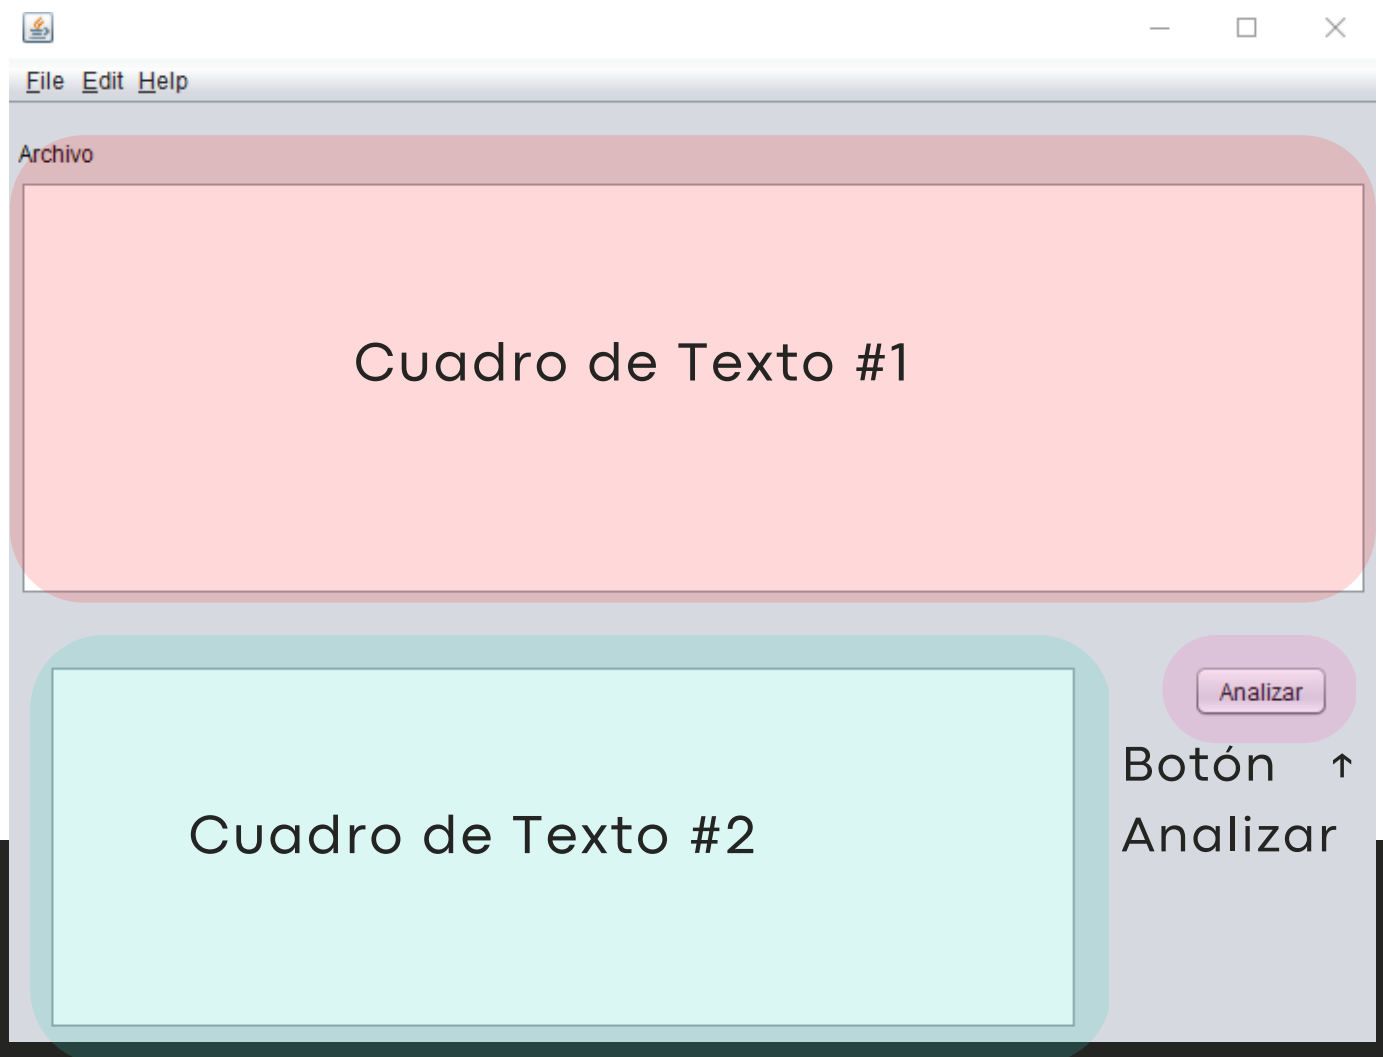 File Edit Help
Archivo
Cuadro de Texto #1
Analizar
Botón ↑
Analizar
Cuadro de Texto #2